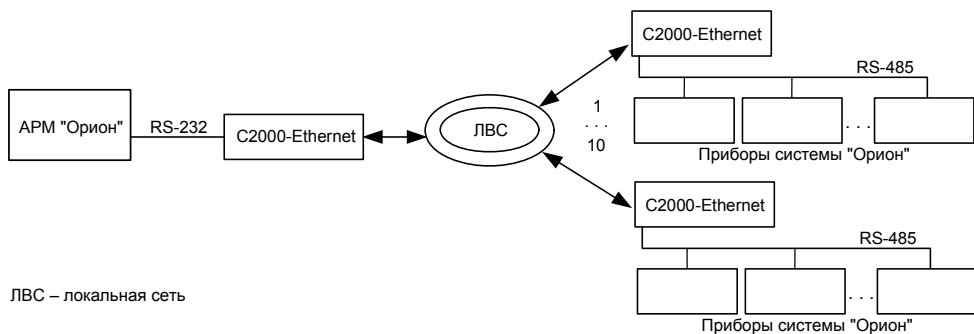 С2000-Ethernet
RS-485
АРМ "Орион"
RS-232
С2000-Ethernet
ЛВС
1
. . .
10
. . .
Приборы системы "Орион"
С2000-Ethernet
RS-485
. . .
Приборы системы "Орион"
ЛВС – локальная сеть